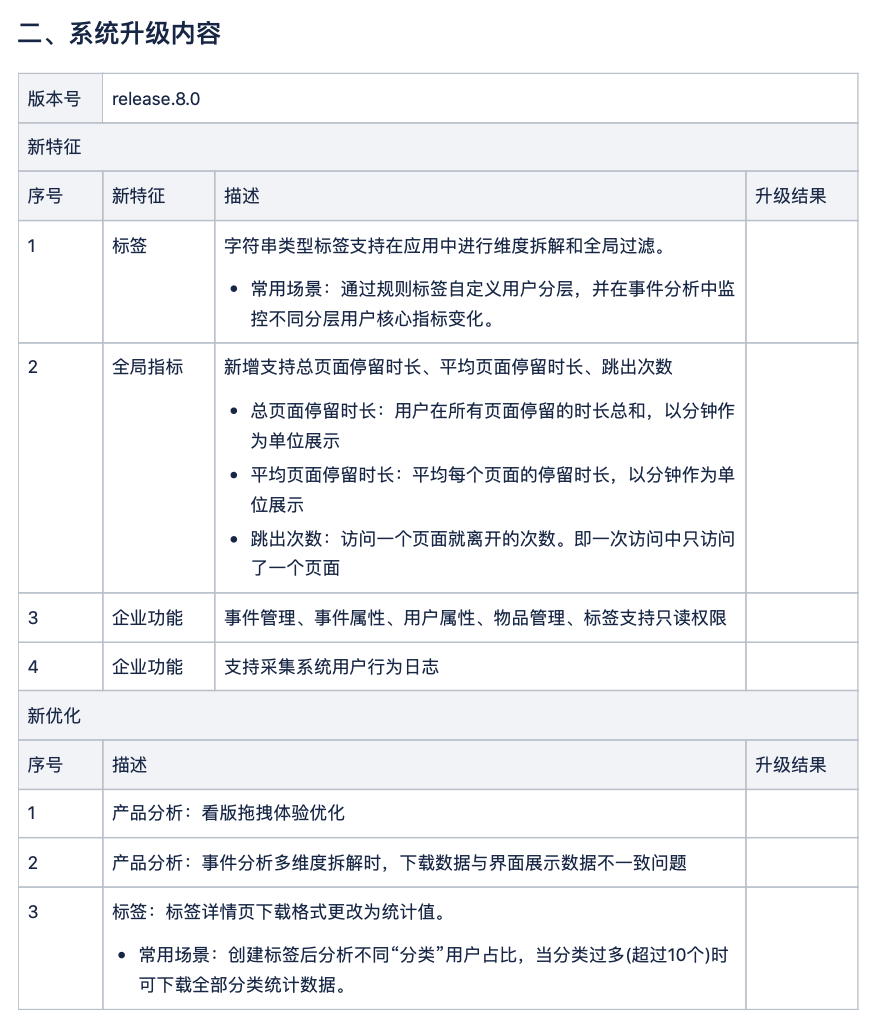 二、系统升级内容
版本号 release.8.0
新特征
序号 新特征 描述 升级结果
1 标签 字符串类型标签支持在应用中进行维度拆解和全局过滤。
• 常用场景：通过规则标签自定义用户分层，并在事件分析中监
控不同分层用户核心指标变化。
2 全局指标 新增支持总页面停留时长、平均页面停留时长、跳出次数
• 总页面停留时长：用户在所有页面停留的时长总和，以分钟作
为单位展示
• 平均页面停留时长：平均每个页面的停留时长，以分钟作为单
位展示
• 跳出次数：访问一个页面就离开的次数。即一次访问中只访问
了一个页面
3 企业功能 事件管理、事件属性、用户属性、物品管理、标签支持只读权限
4 企业功能 支持采集系统用户行为日志
新优化
序号 描述 升级结果
1 产品分析：看版拖拽体验优化
2 产品分析：事件分析多维度拆解时，下载数据与界面展示数据不一致问题
3 标签：标签详情页下载格式更改为统计值。
• 常用场景：创建标签后分析不同“分类”用户占比，当分类过多(超过10个)时
可下载全部分类统计数据。